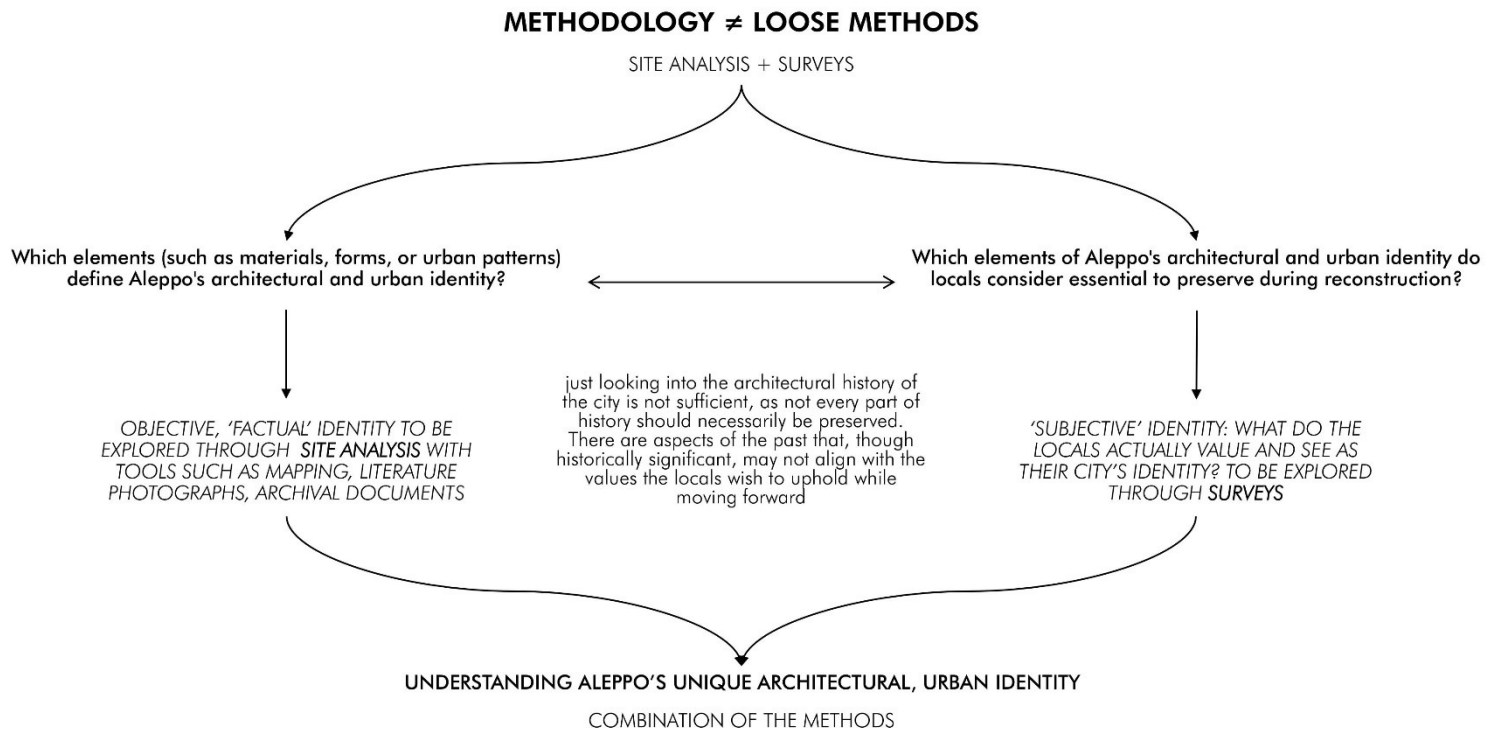 METHODOLOGY ≠ LOOSE METHODS
SITE ANALYSIS + SURVEYS
Which elements (such as materials, forms, or urban patterns)
define Aleppo's architectural and urban identity?
Which elements of Aleppo's architectural and urban identity do
locals consider essential to preserve during reconstruction?
just looking into the architectural history of
the city is not sufficient, as not every part of
history should necessarily be preserved.
There are aspects of the past that, though
historically significant, may not align with the
values the locals wish to uphold while
moving forward
OBJECTIVE, ‘FACTUAL’ IDENTITY TO BE
EXPLORED THROUGH SITE ANALYSIS WITH
TOOLS SUCH AS MAPPING, LITERATURE
PHOTOGRAPHS, ARCHIVAL DOCUMENTS
‘SUBJECTIVE’ IDENTITY: WHAT DO THE
LOCALS ACTUALLY VALUE AND SEE AS
THEIR CITY’S IDENTITY? TO BE EXPLORED
THROUGH SURVEYS
UNDERSTANDING ALEPPO’S UNIQUE ARCHITECTURAL, URBAN IDENTITY
COMBINATION OF THE METHODS